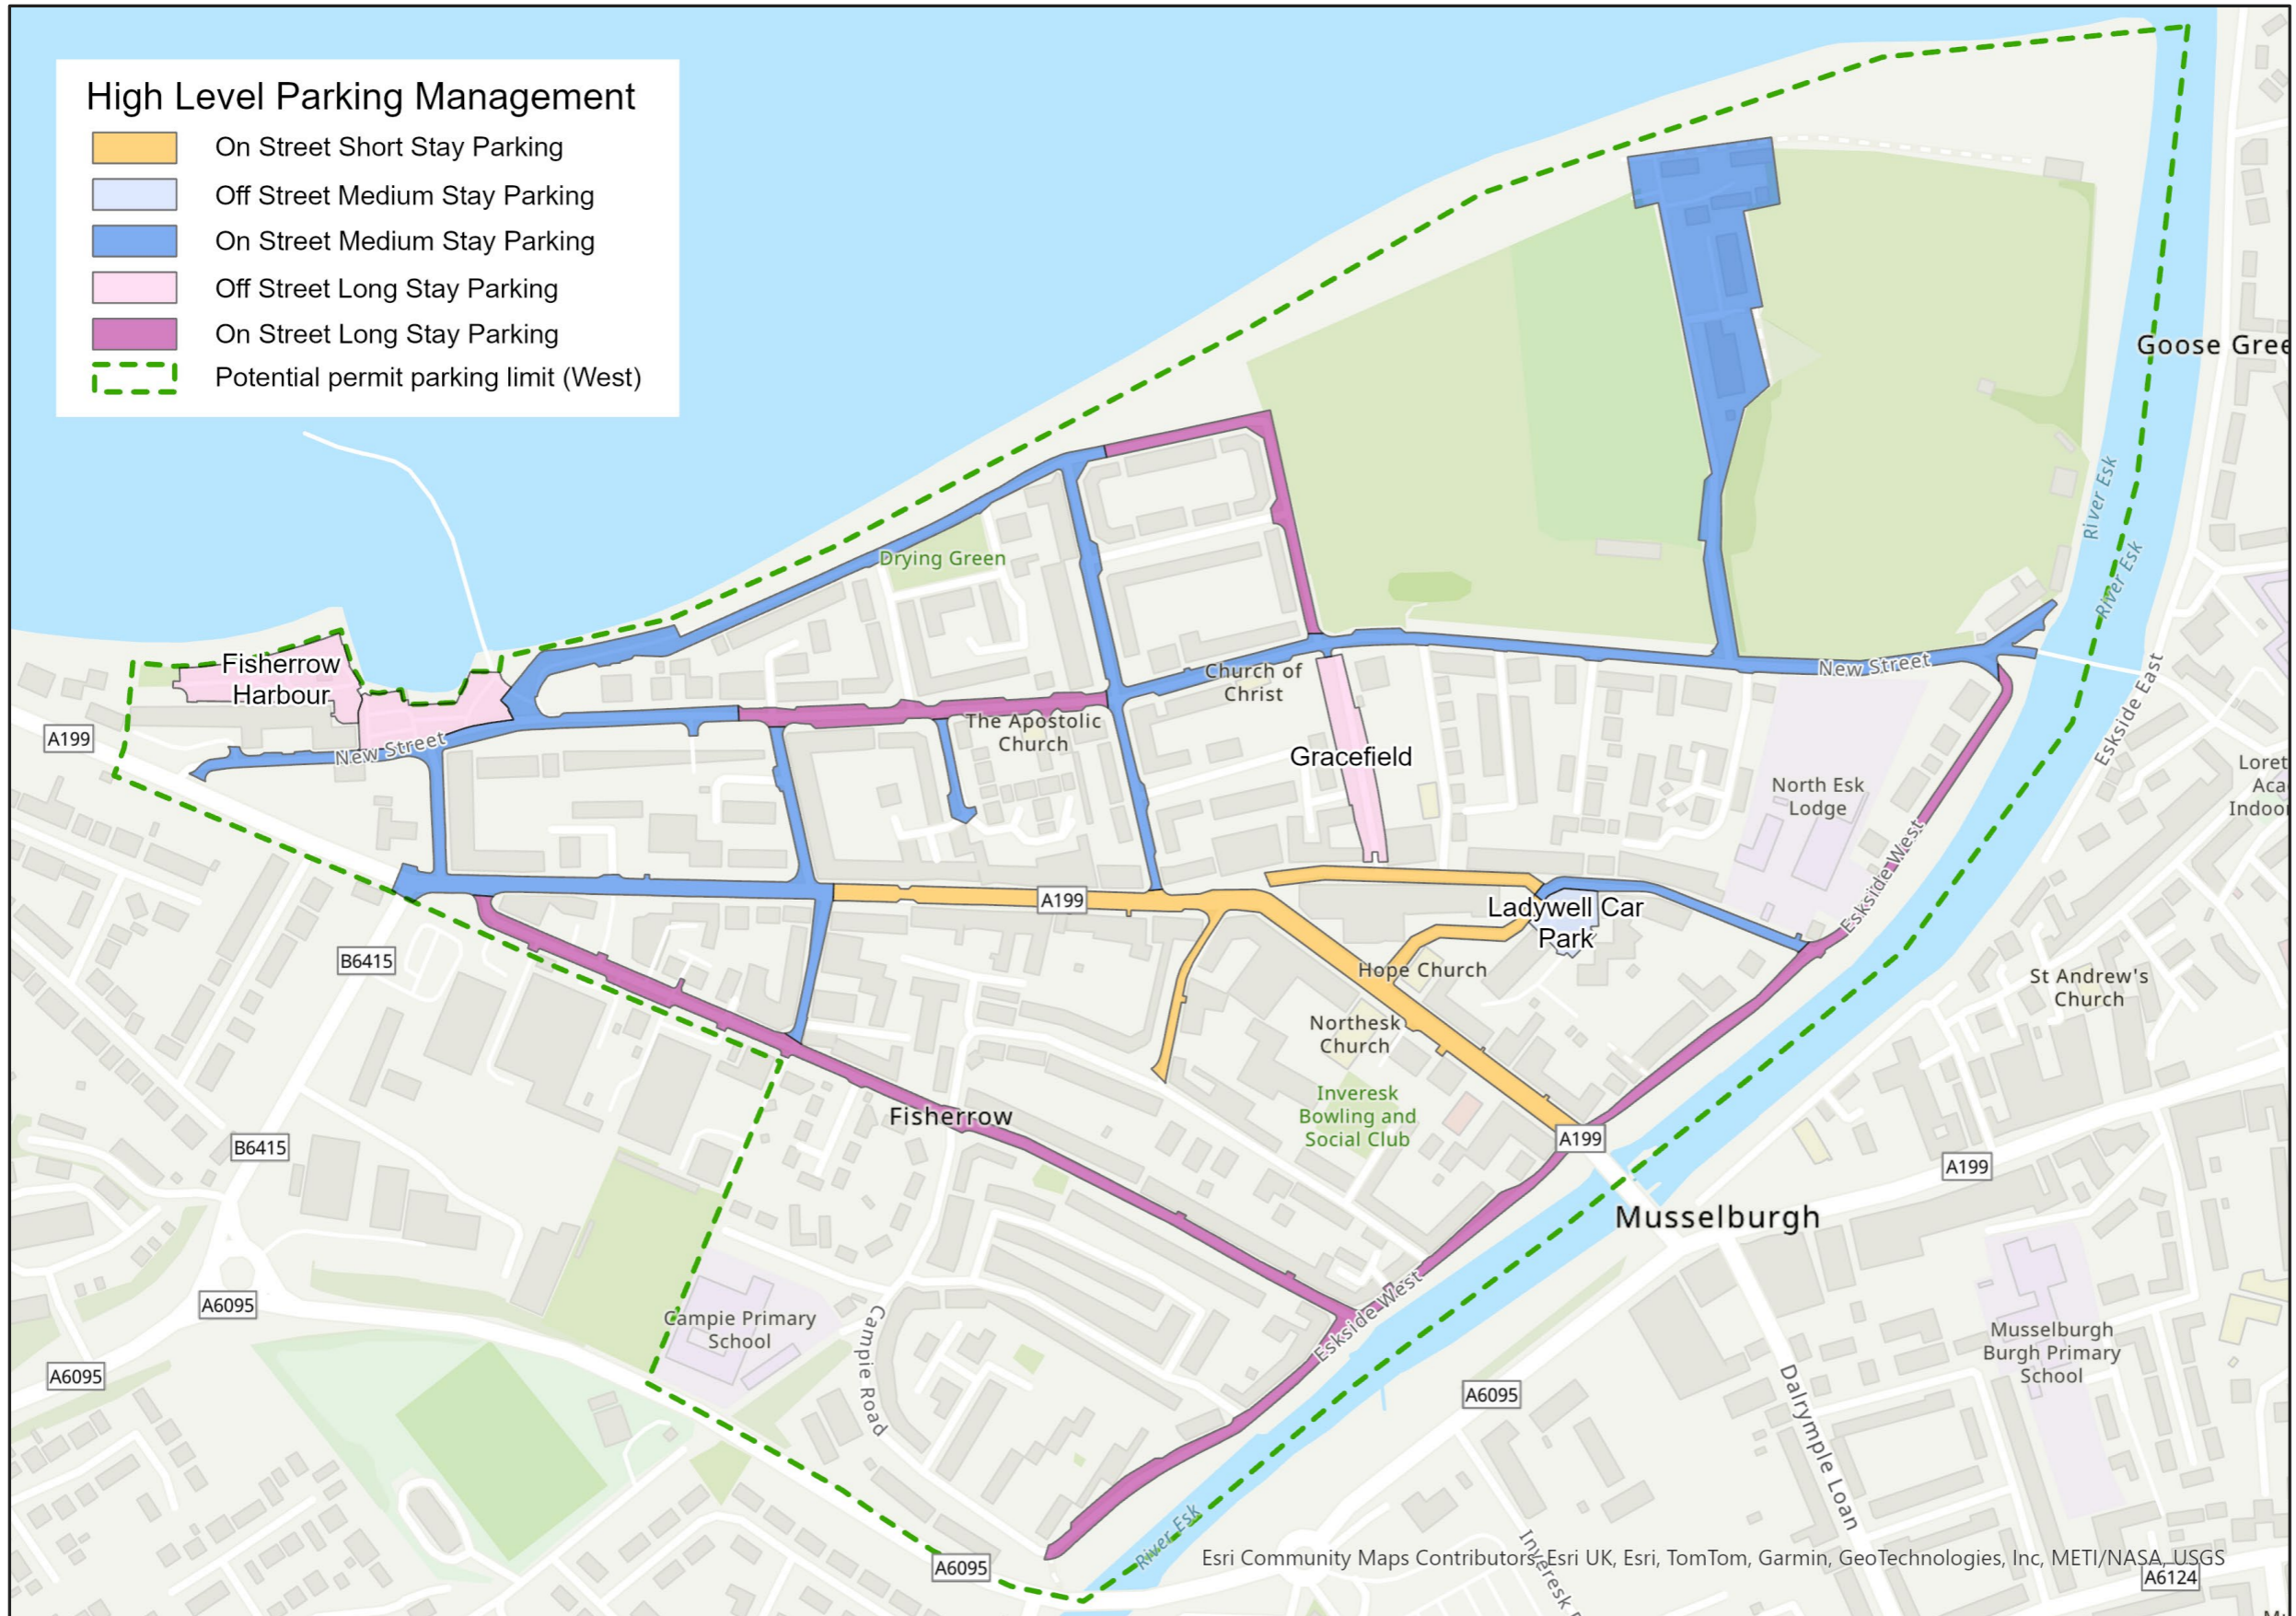 High Level Parking Management
On Street Short Stay Parking
Off Street Medium Stay Parking
On Street Medium Stay Parking
Off Street Long Stay Parking
On Street Long Stay Parking
Potential permit parking limit (West)
Goose Gree
River Esk
River Esk
Drying Green
Fisherrow
Harbour
Church of
Christ
New Street
Eskside East
The Apostolic
Church
A199
New Street
Gracefield
North Esk
Lodge
Loret
Aca
Indoor
A199
Eskside West
Ladywell Car
Park
B6415
Hope Church
St Andrew's
Church
Northesk
Church
Fisherrow
Inveresk
Bowling and
Social Club
B6415
A199
A199
Musselburgh
A6095
Campie Primary
School
Campie Road
Eskside West
Musselburgh
Burgh Primary
School
A6095
A6095
Dalrymple Loan
River Esk
A6095
Inveresk
Esri Community Maps Contributors, Esri UK, Esri, TomTom, Garmin, GeoTechnologies, Inc, METI/NASA, USGS
A6124